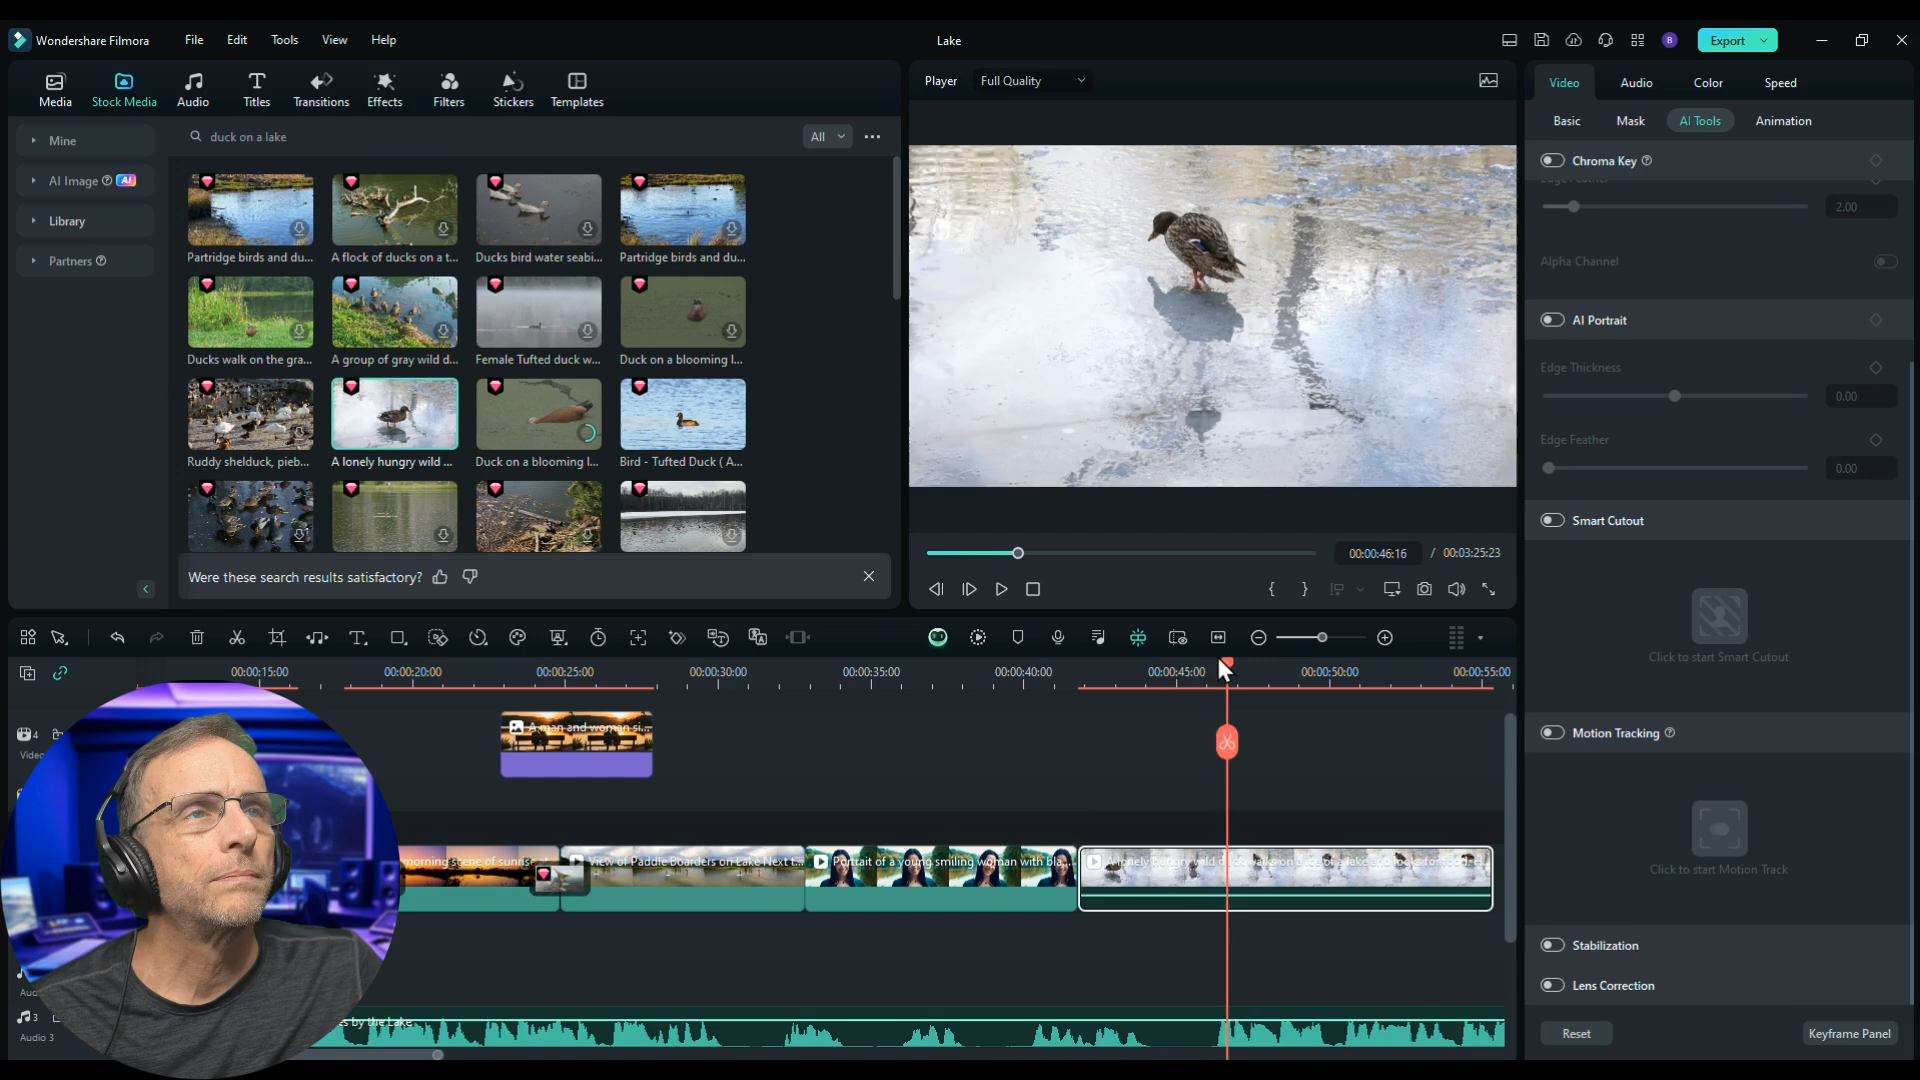 Wondershare Filmora
File
Edit
Tools
View
Help
Lake
B
Export
Media
Stock Media
Audio
Titles
Transitions
Effects
Filters
Stickers
Templates
Player
Full Quality
Video
Audio
Color
Speed
Basic
Mask
AI Tools
Animation
Mine
AI Image
AI
Library
Partners
duck on a lake
All
Partridge birds and du...
A flock of ducks on a t...
Ducks bird water seabi...
Partridge birds and du...
Ducks walk on the gra...
A group of gray wild d...
Female Tufted duck w...
Duck on a blooming l...
Ruddy shelduck, pieb...
A lonely hungry wild ...
Duck on a blooming l...
Bird - Tufted Duck ( A...
Were these search results satisfactory?
00:00:46:16 / 00:03:25:23
Chroma Key
Edge Feather
2.00
Alpha Channel
AI Portrait
Edge Thickness
0.00
Edge Feather
0.00
Smart Cutout
Click to start Smart Cutout
Motion Tracking
Click to start Motion Track
Stabilization
Lens Correction
Reset
Keyframe Panel
00:00:15:00
00:00:20:00
00:00:25:00
00:00:30:00
00:00:35:00
00:00:40:00
00:00:45:00
00:00:50:00
00:00:55:00
4
A man and woman si...
morning scene of sunrise
View of Paddle Boarders on Lake Next t...
Portrait of a young smiling woman with bla...
A lonely hungry wild duck walks on
es by the Lake
3
Audio 3